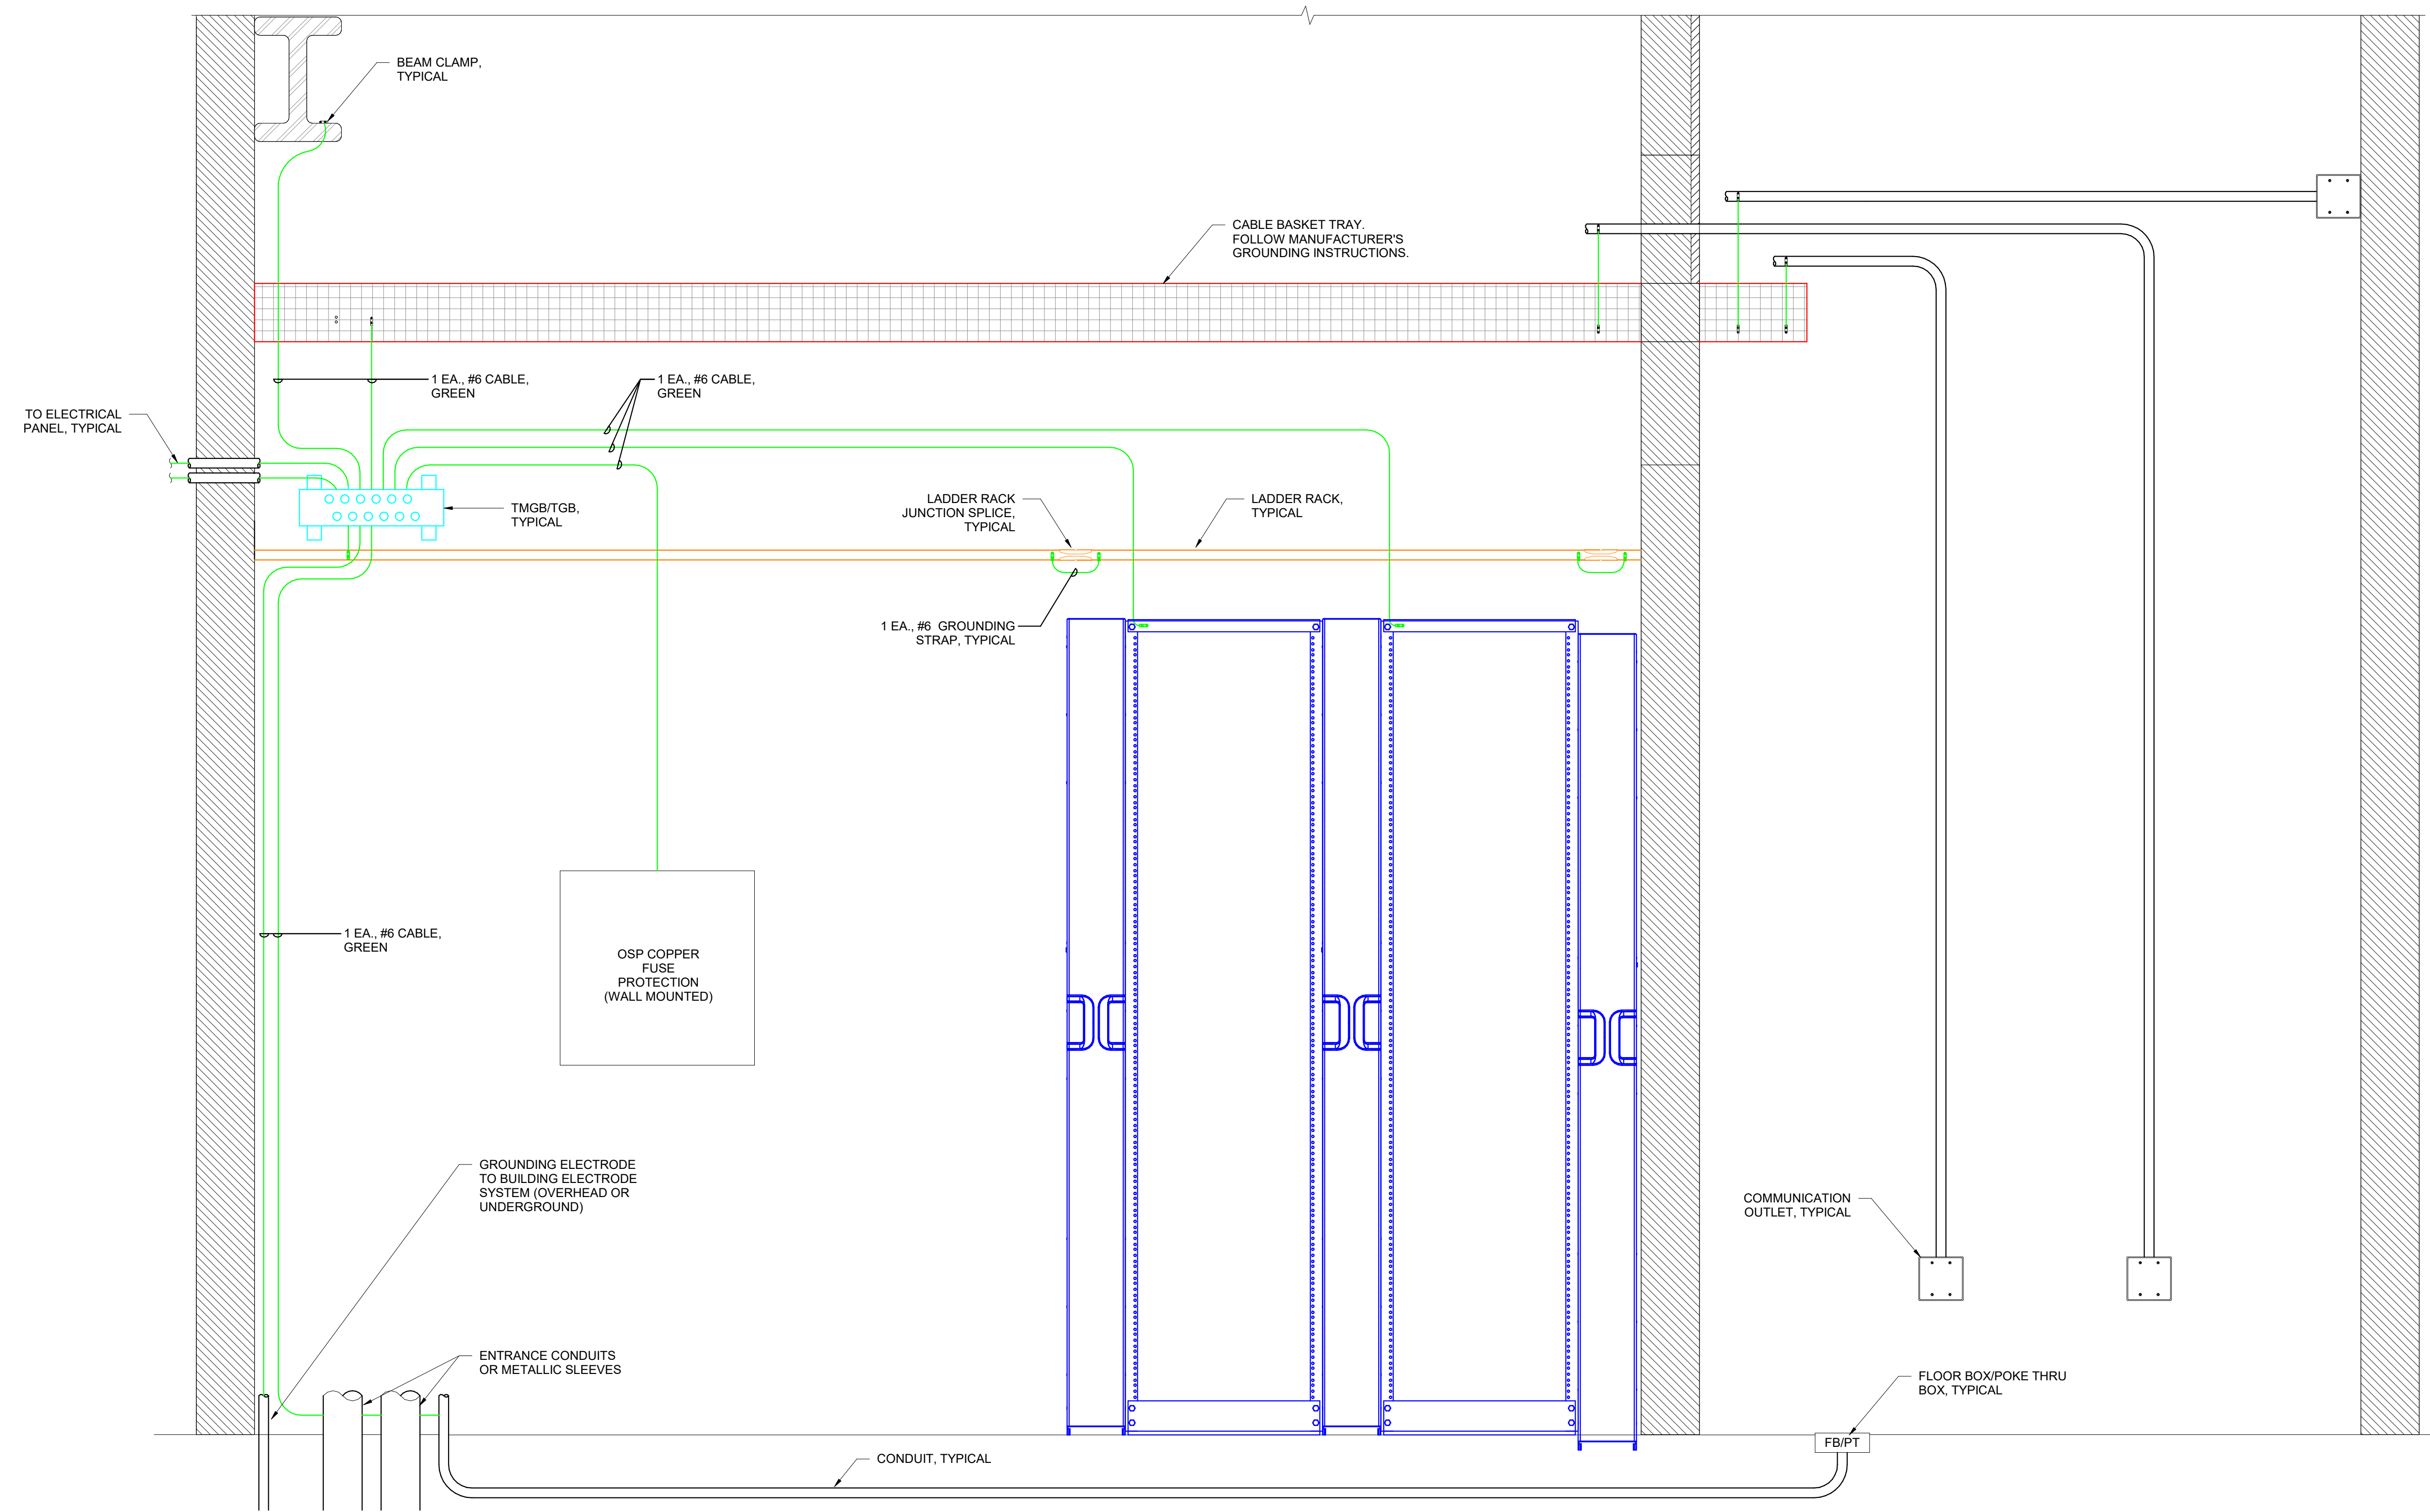 BEAM CLAMP,
TYPICAL
CABLE BASKET TRAY.
FOLLOW MANUFACTURER'S
GROUNDING INSTRUCTIONS.
1 EA., #6 CABLE,
GREEN
1 EA., #6 CABLE,
GREEN
TO ELECTRICAL
PANEL, TYPICAL
TMGB/TGB,
TYPICAL
LADDER RACK
JUNCTION SPLICE,
TYPICAL
LADDER RACK,
TYPICAL
1 EA., #6 GROUNDING
STRAP, TYPICAL
1 EA., #6 CABLE,
GREEN
OSP COPPER
FUSE
PROTECTION
(WALL MOUNTED)
GROUNDING ELECTRODE
TO BUILDING ELECTRODE
SYSTEM (OVERHEAD OR
UNDERGROUND)
COMMUNICATION
OUTLET, TYPICAL
ENTRANCE CONDUITS
OR METALLIC SLEEVES
FLOOR BOX/POKE THRU
BOX, TYPICAL
FB/PT
CONDUIT, TYPICAL